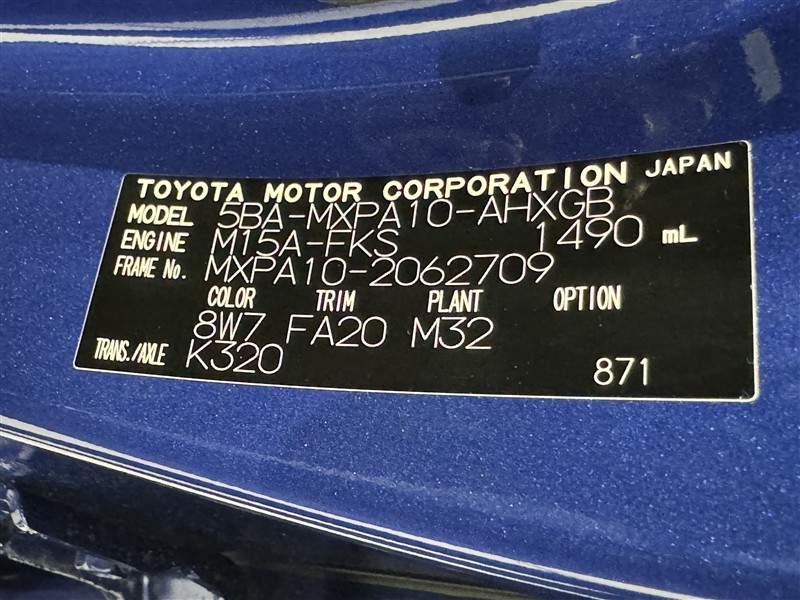 TOYOTA MOTOR CORPORATION JAPAN
MODEL 5BA-MXPA10-AHXGB
ENGINE M15A-FKS 1490 mL
FRAME No. MXPA10-2062709
COLOR TRIM PLANT OPTION
8W7 FA20 M32
TRANS./AXLE K320 871